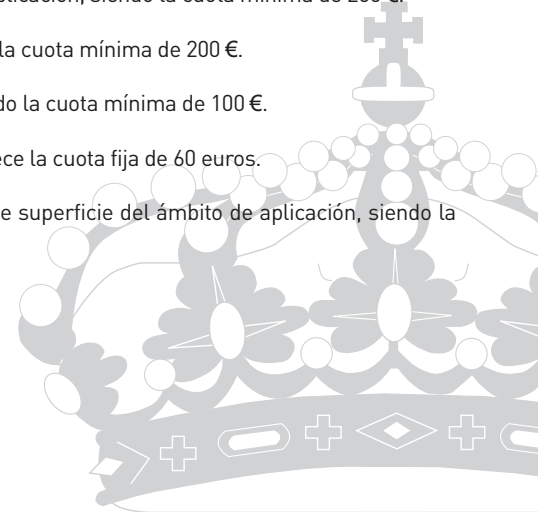 la cuota mínima de 200 €.
do la cuota mínima de 100 €.
ece la cuota fija de 60 euros.
e superficie del ámbito de aplicación, siendo la